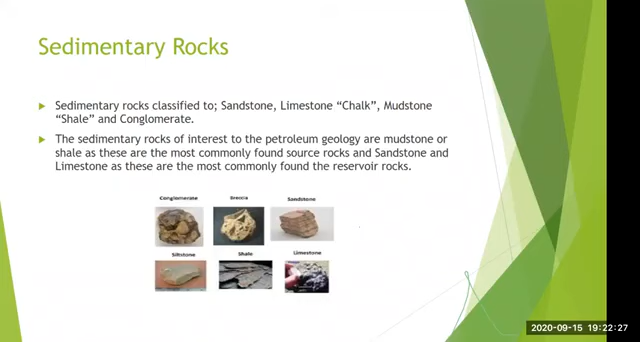 Sedimentary Rocks
Sedimentary rocks classified to; Sandstone, Limestone “Chalk”, Mudstone
“Shale” and Conglomerate.
The sedimentary rocks of interest to the petroleum geology are mudstone or
shale as these are the most commonly found source rocks and Sandstone and
Limestone as these are the most commonly found the reservoir rocks.
Conglomerate Breccia Sandstone
Siltstone Shale Limestone
2020-09-15 19:22:27